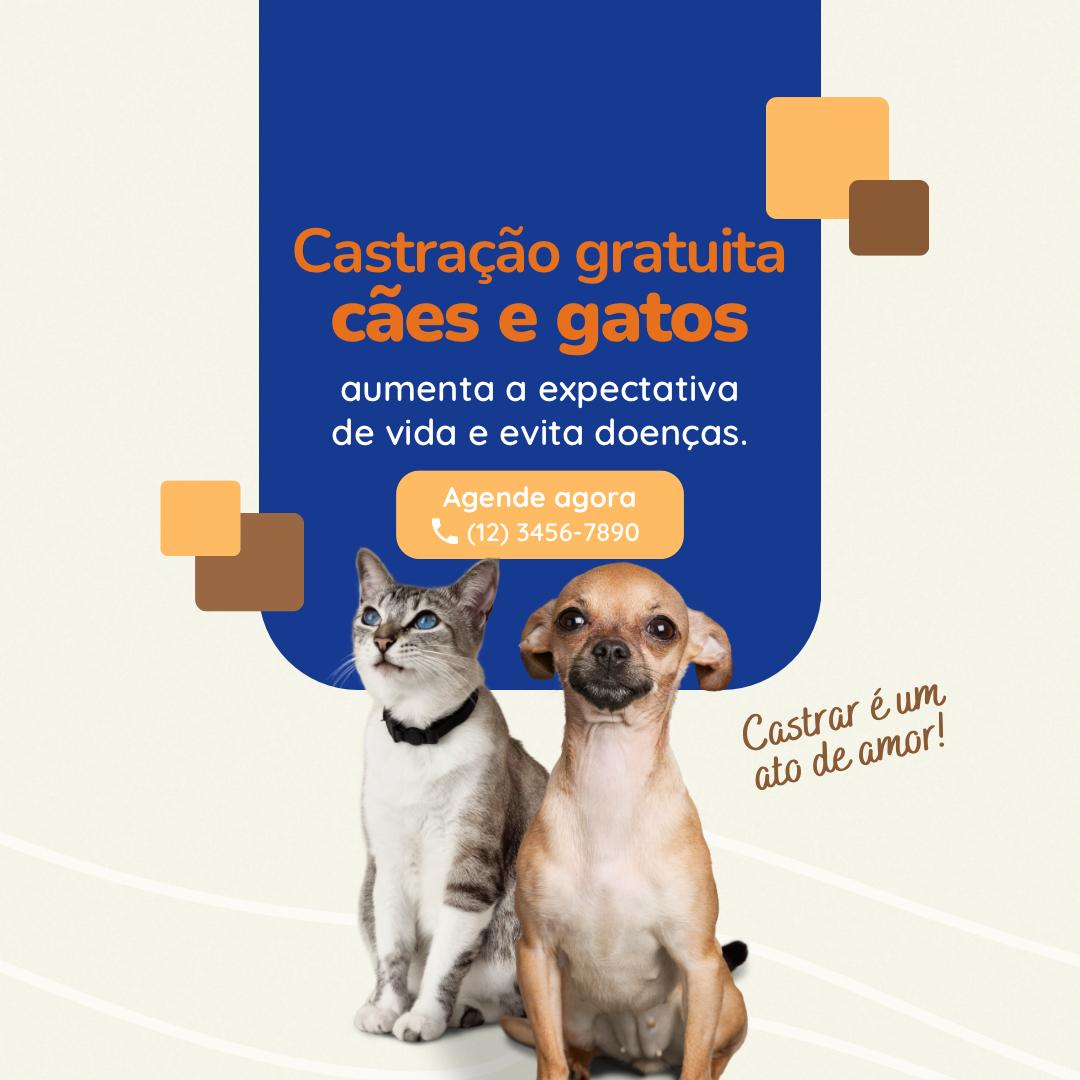 Castração gratuita
cães e gatos
aumenta a expectativa
de vida e evita doenças.
Agende agora
(12) 3456-7890
Castrar é um
ato de amor!